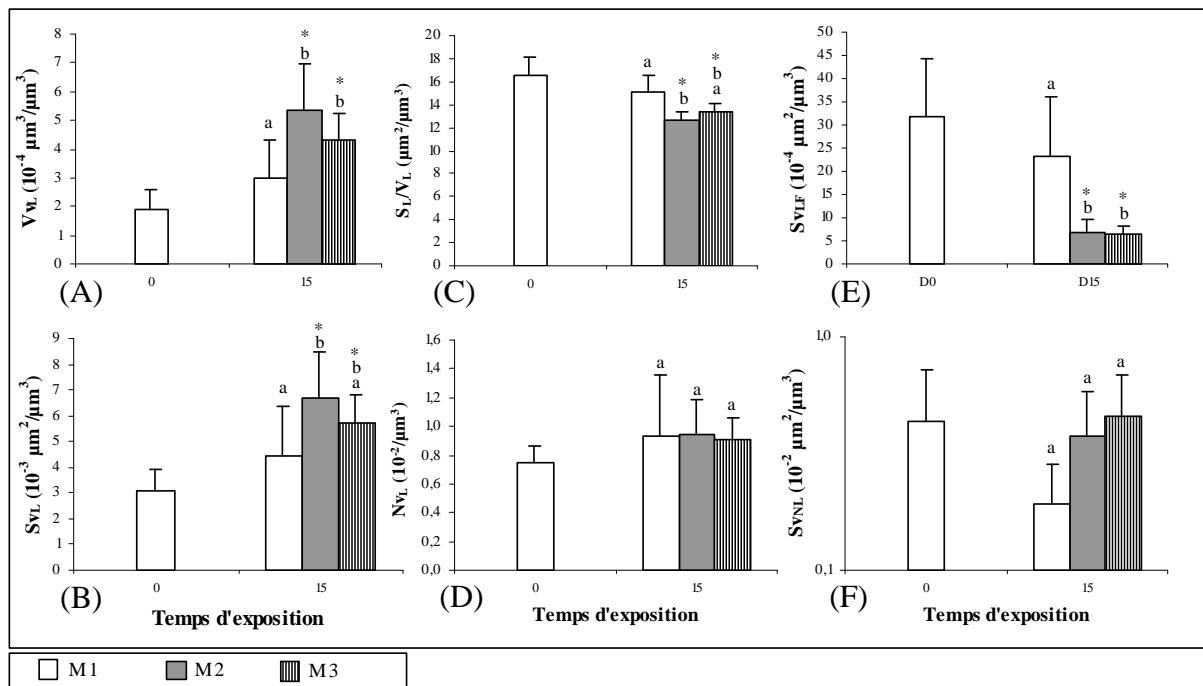 8
7
6
5
4
3
2
1
0
VvL (10-4 µm3/µm3)
a
*
b
*
b
0
15
(A)
20
18
16
14
12
10
8
6
4
2
0
SL/VL (µm2/µm3)
a
*
b
*
b
a
0
15
(C)
50
45
40
35
30
25
20
15
10
5
0
SvLF (10-4 µm2/µm3)
a
*
b
*
b
D0
D15
(E)
9
8
7
6
5
4
3
2
1
0
SvL (10-3 µm2/µm3)
a
*
b
*
b
a
0
15
(B)
Temps d'exposition
1,6
1,4
1,2
1,0
0,8
0,6
0,4
0,2
0,0
NvL (10-2/µm3)
a
a
a
0
15
(D)
Temps d'exposition
1,0
0,1
SvNL (10-2 µm2/µm3)
a
a
a
0
15
(F)
Temps d'exposition
M1 M2 M3